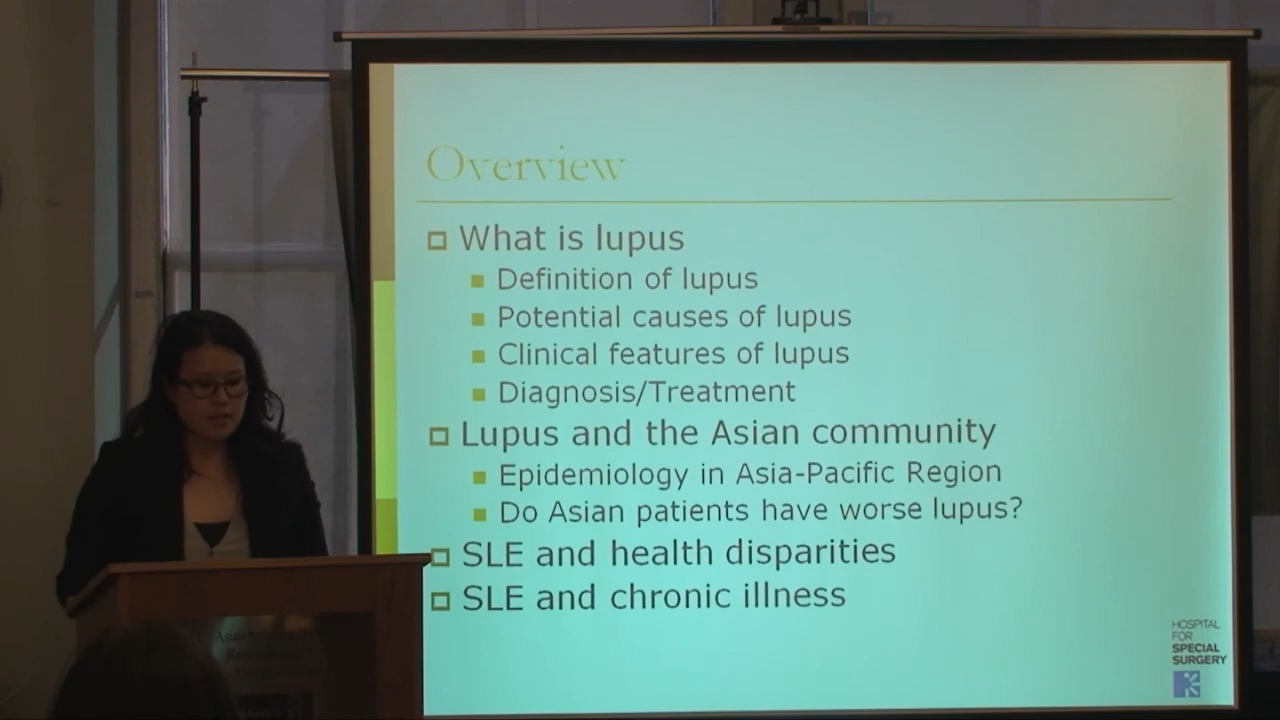 Overview
What is lupus
Definition of lupus
Potential causes of lupus
Clinical features of lupus
Diagnosis/Treatment
Lupus and the Asian community
Epidemiology in Asia-Pacific Region
Do Asian patients have worse lupus?
SLE and health disparities
SLE and chronic illness
HOSPITAL
FOR
SPECIAL
SURGERY
Asian